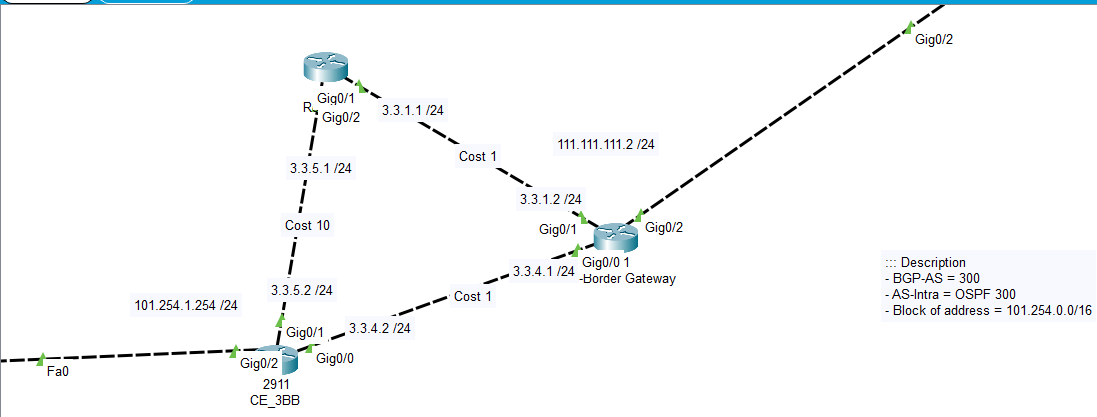 Gig0/2
Gig0/1
R
Gig0/2
3.3.1.1 /24
111.111.111.2 /24
Cost 1
3.3.5.1 /24
3.3.1.2 /24
Cost 10
Gig0/1
Gig0/2
Gig0/0 1
-Border Gateway
3.3.4.1 /24
::: Description
- BGP-AS = 300
- AS-Intra = OSPF 300
- Block of address = 101.254.0.0/16
3.3.5.2 /24
Cost 1
101.254.1.254 /24
Gig0/1
3.3.4.2 /24
Gig0/2
Gig0/0
Fa0
2911
CE_3BB